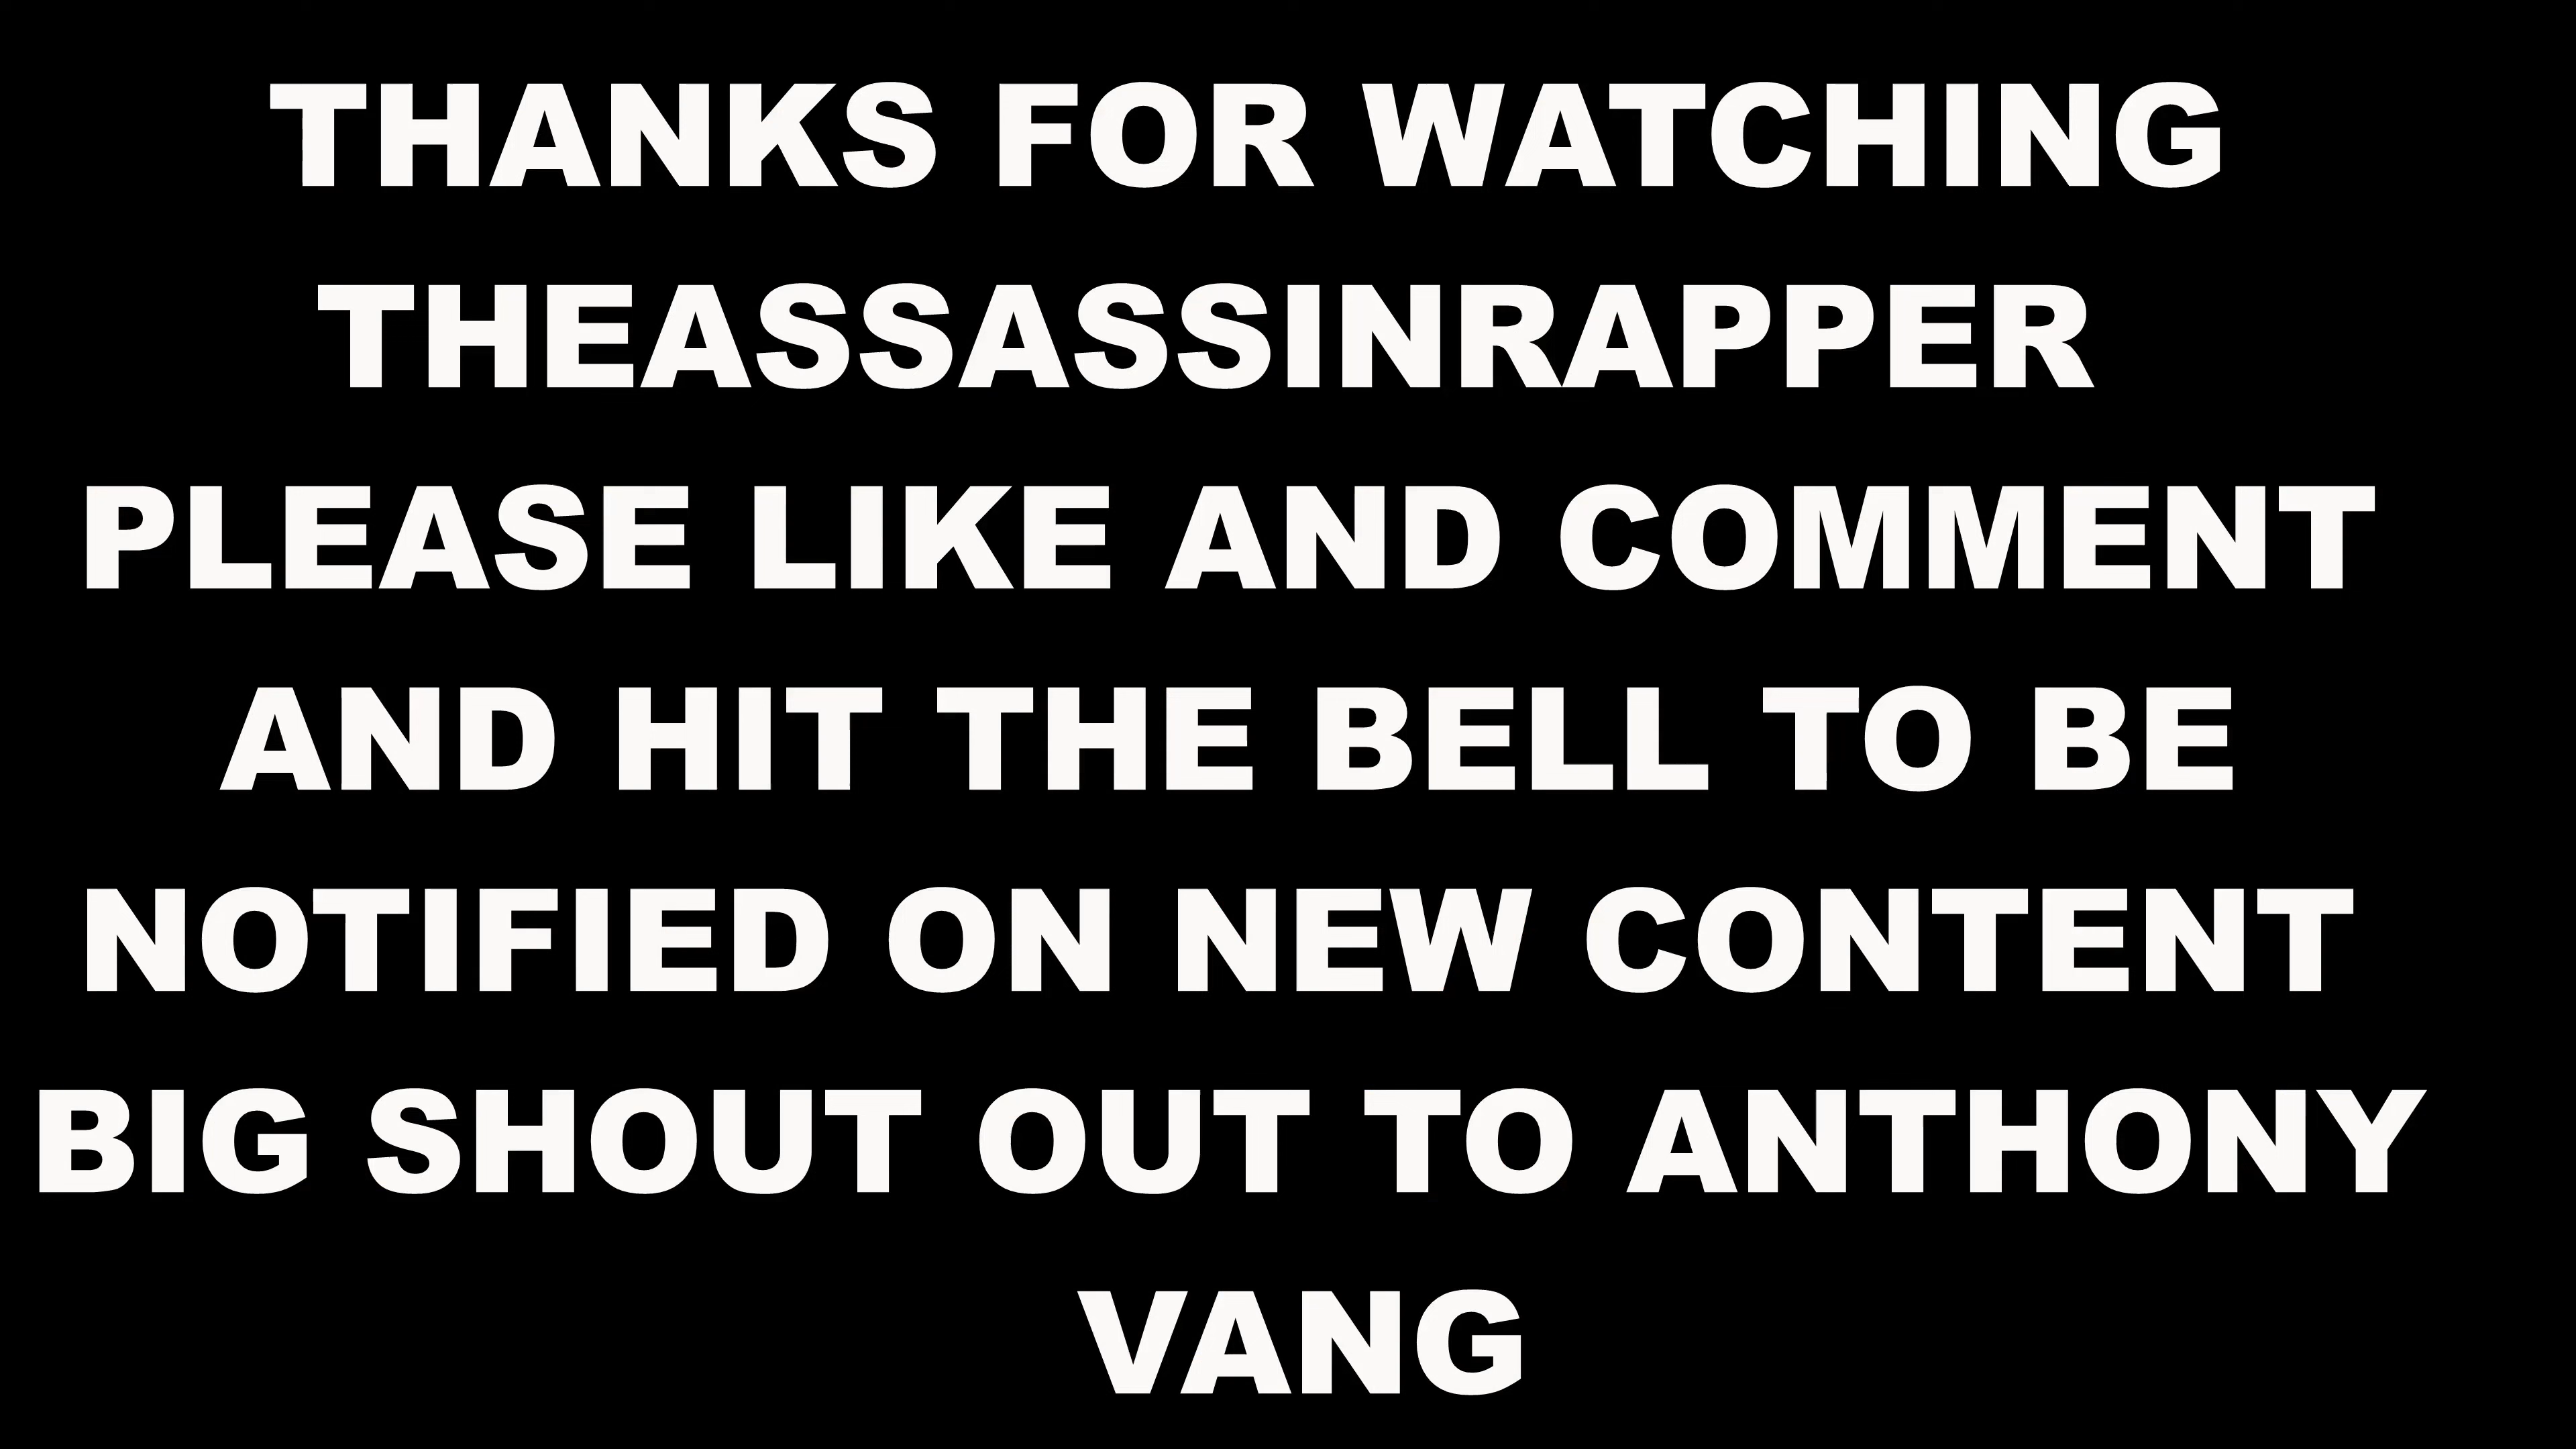 THANKS FOR WATCHING
THEASSASSINRAPPER
PLEASE LIKE AND COMMENT
AND HIT THE BELL TO BE
NOTIFIED ON NEW CONTENT
BIG SHOUT OUT TO ANTHONY
VANG